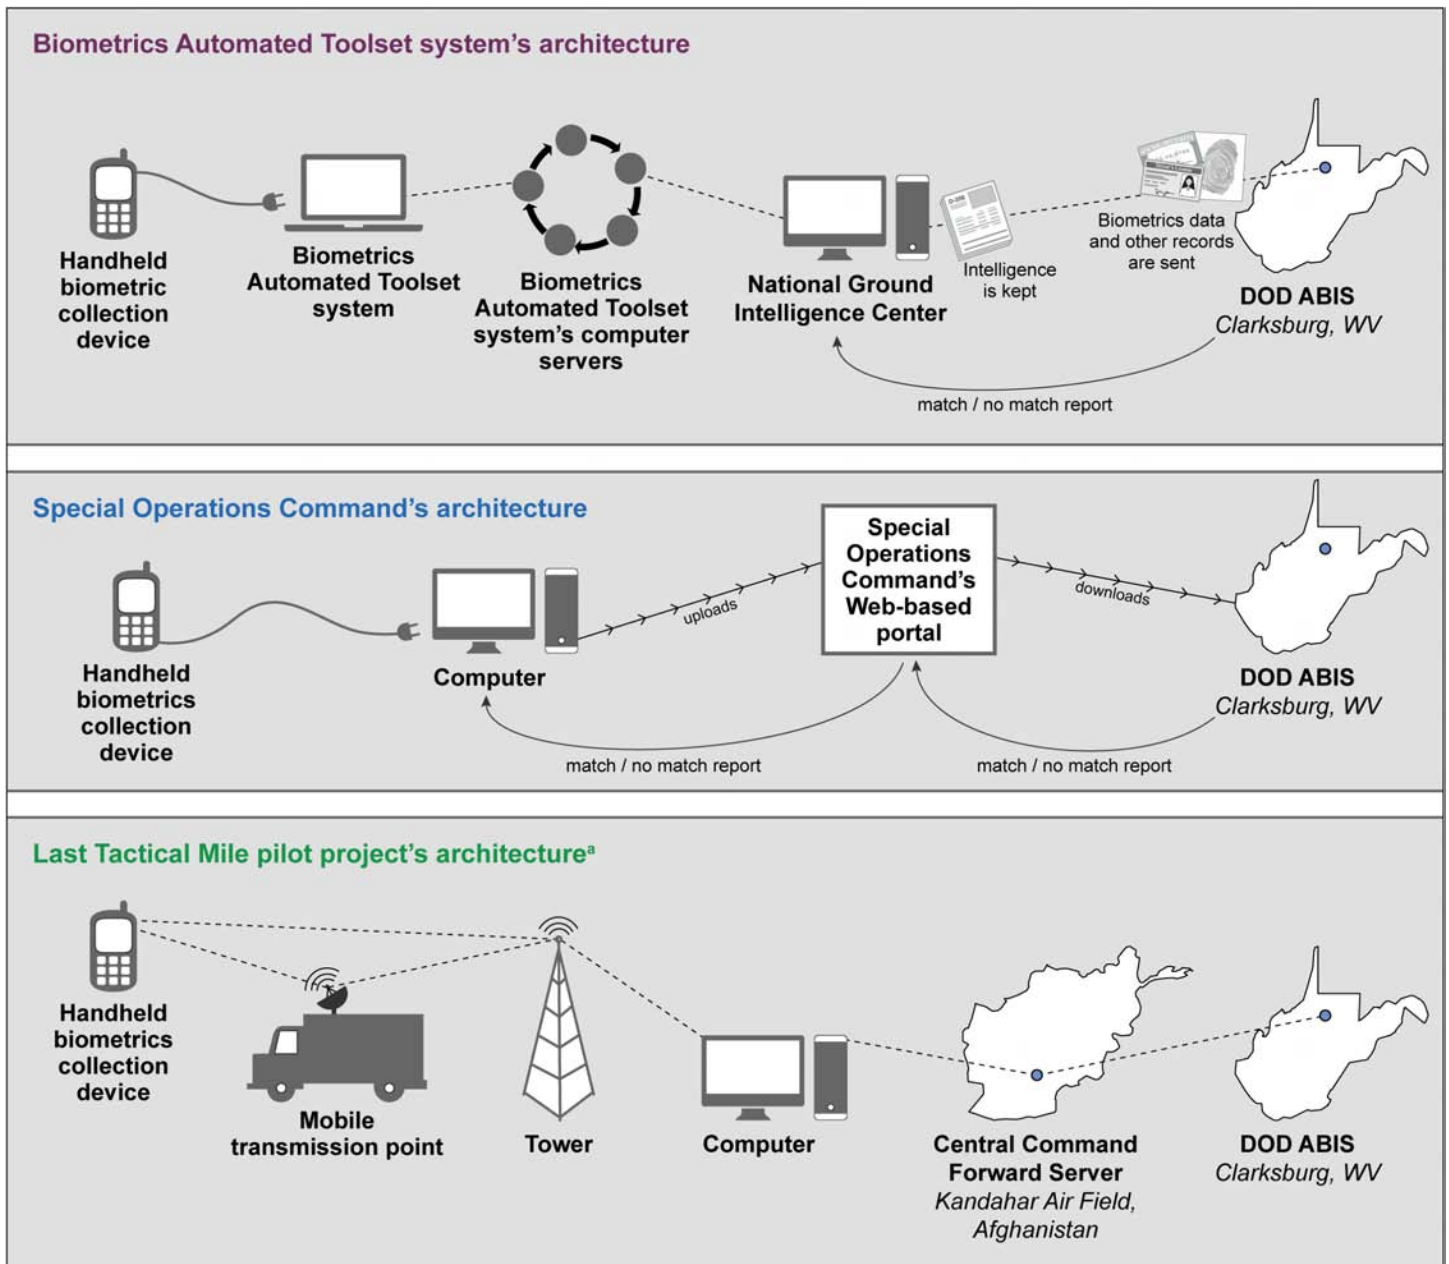 Biometrics Automated Toolset system's architecture
Handheld
biometric
collection
device
Biometrics
Automated Toolset
system
Biometrics
Automated Toolset
system's computer
servers
National Ground
Intelligence Center
Intelligence
is kept
Biometrics data
and other records
are sent
DOD ABIS
Clarksburg, WV
match / no match report
Special Operations Command's architecture
Handheld
biometrics
collection
device
Computer
uploads
Special
Operations
Command's
Web-based
portal
downloads
DOD ABIS
Clarksburg, WV
match / no match report
match / no match report
Last Tactical Mile pilot project's architectureᵃ
Handheld
biometrics
collection
device
Mobile
transmission point
Tower
Computer
Central Command
Forward Server
Kandahar Air Field,
Afghanistan
DOD ABIS
Clarksburg, WV